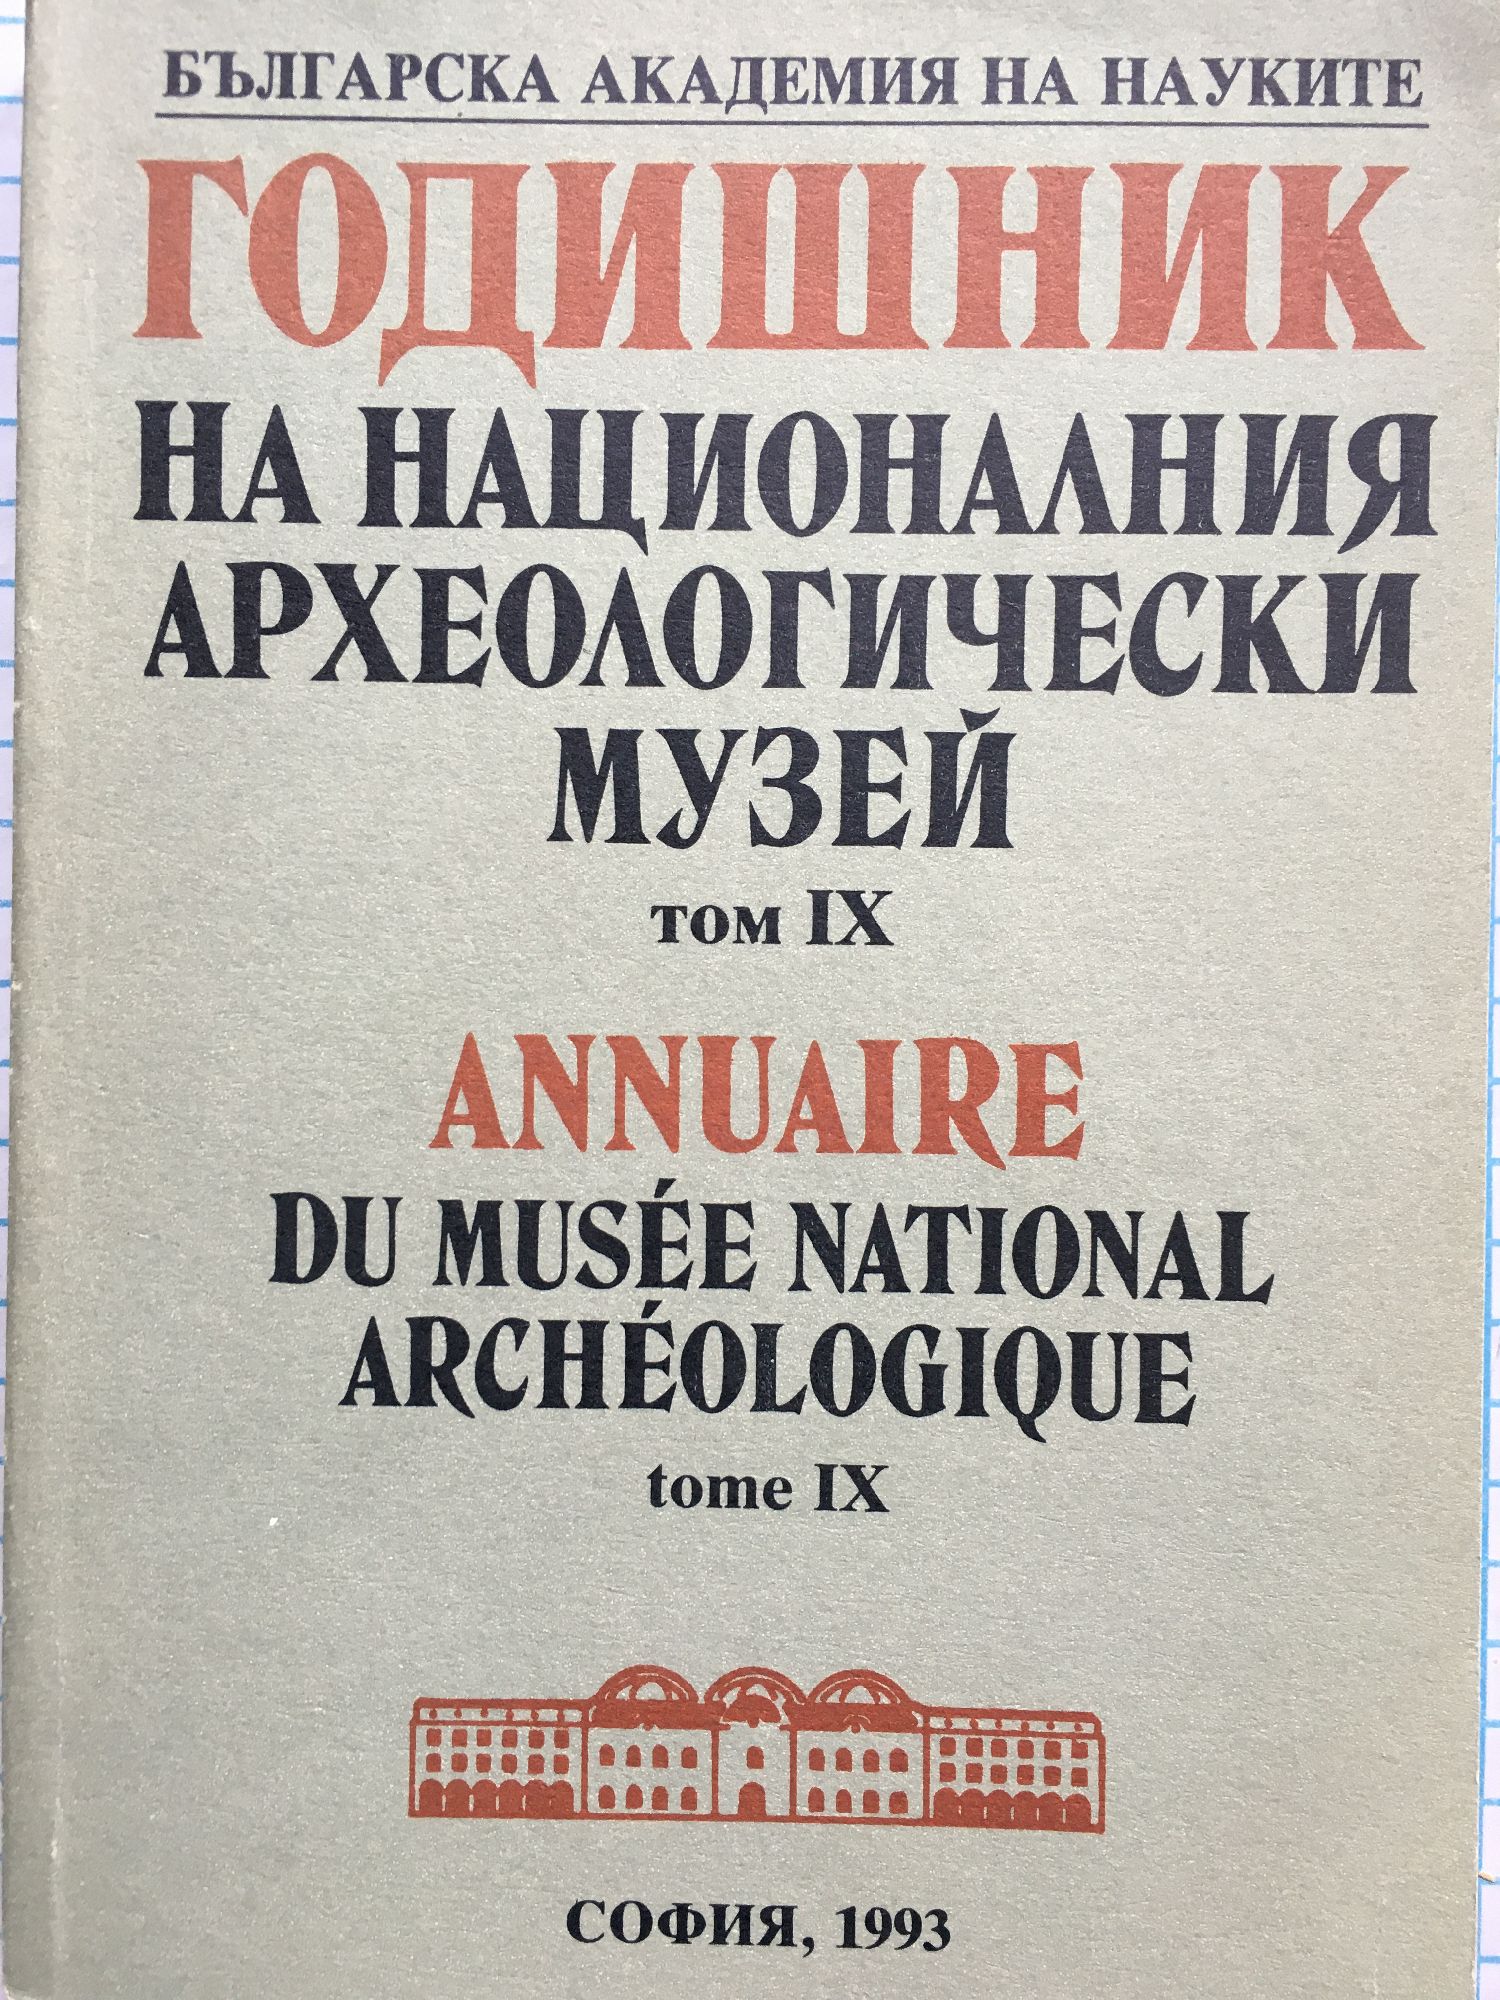 БЪЛГАРСКА АКАДЕМИЯ НА НАУКИТЕ
ГОДИШНИК
НА НАЦИОНАЛНИЯ
АРХЕОЛОГИЧЕСКИ
МУЗЕЙ
том IX
ANNUAIRE
DU MUSÉE NATIONAL
ARCHÉOLOGIQUE
tome IX
СОФИЯ, 1993